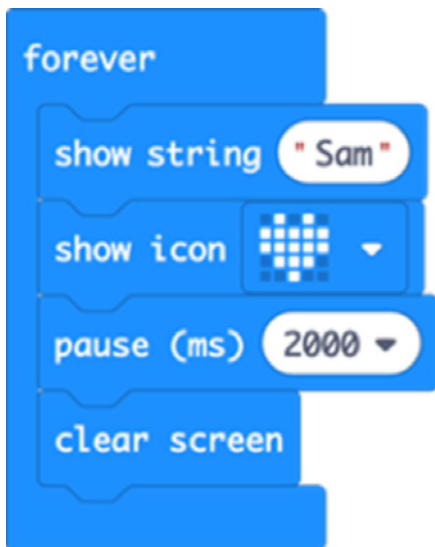 forever
show string "Sam"
show icon
pause (ms) 2000
clear screen